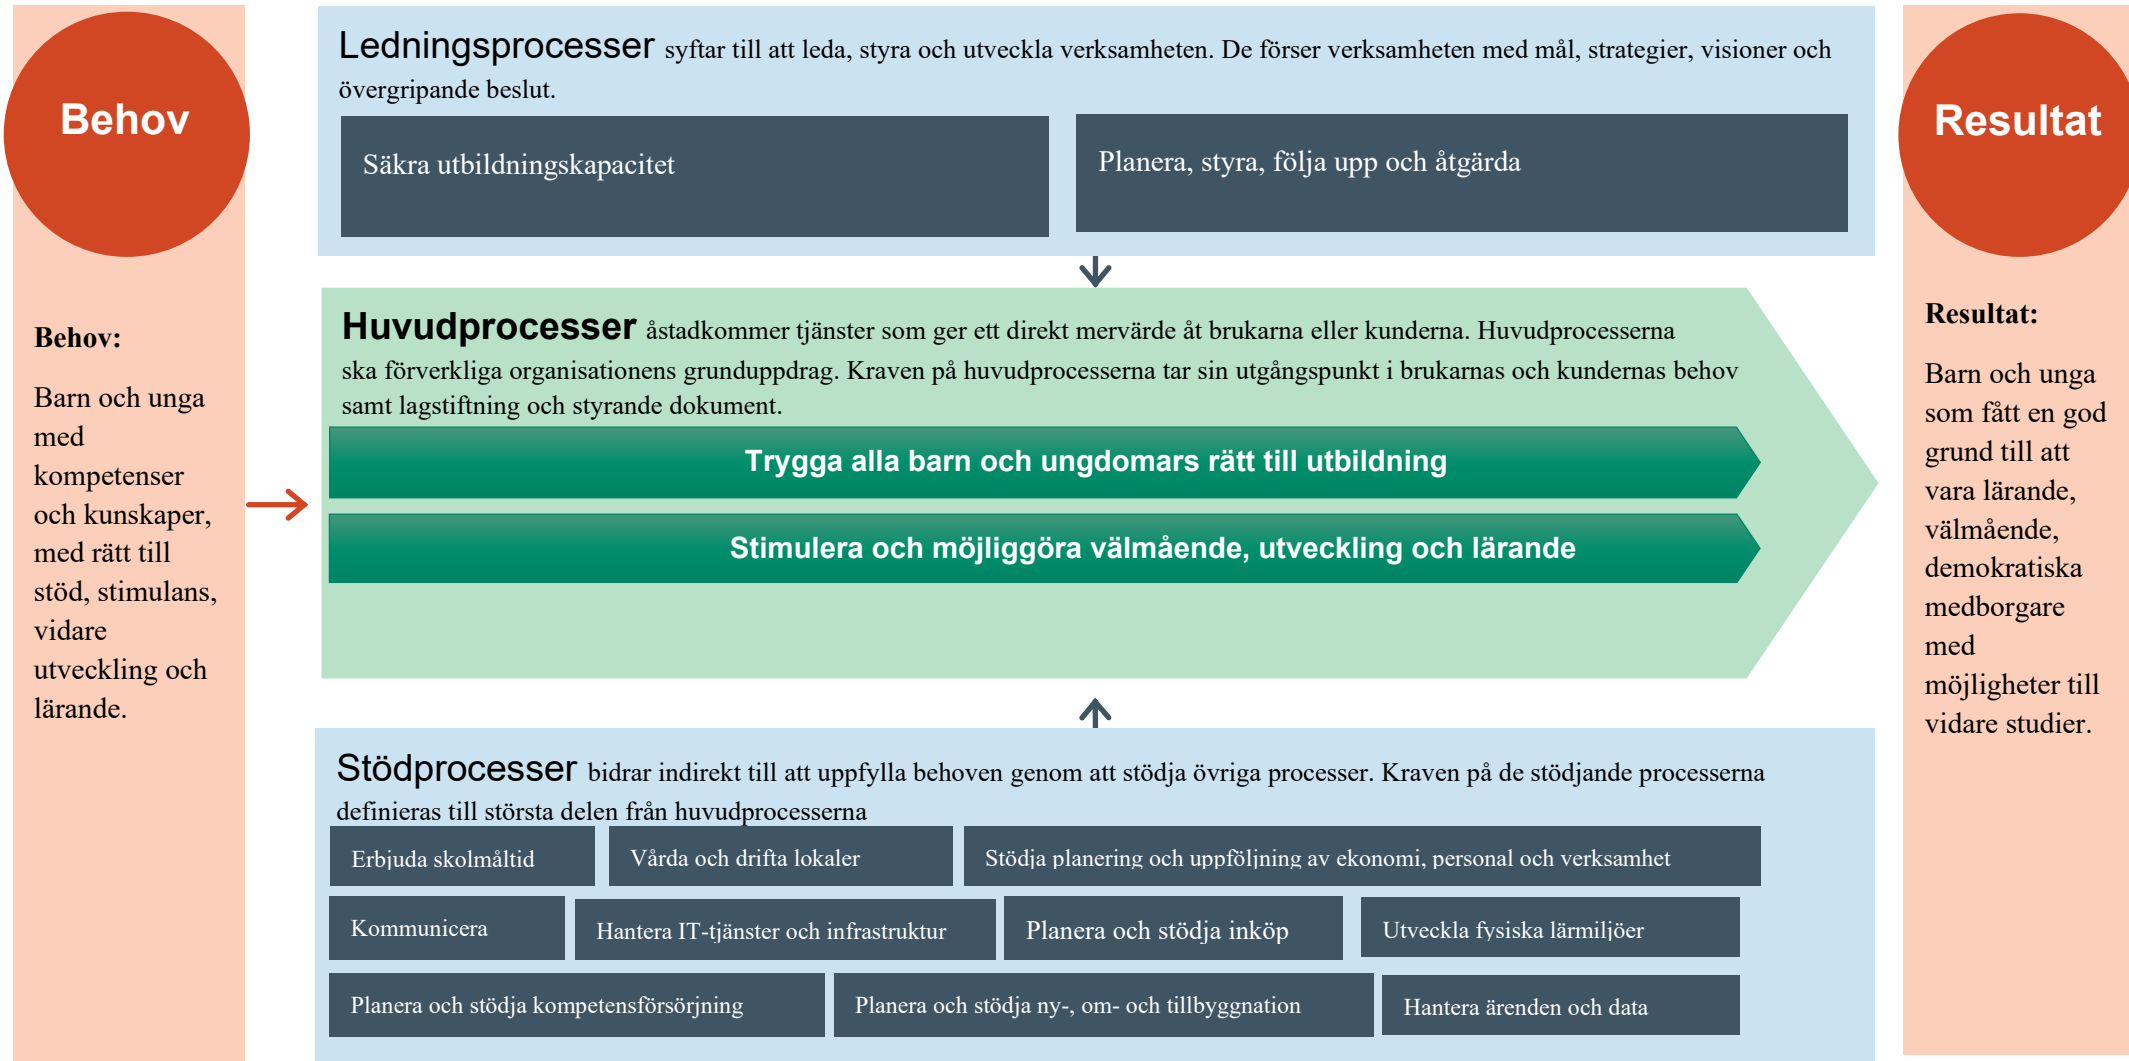 Behov
Behov:
Barn och unga
med
kompetenser
och kunskaper,
med rätt till
stöd, stimulans,
vidare
utveckling och
lärande.
Ledningsprocesser syftar till att leda, styra och utveckla verksamheten. De förser verksamheten med mål, strategier, visioner och
övergripande beslut.
Säkra utbildningskapacitet
Planera, styra, följa upp och åtgärda
Huvudprocesser åstadkommer tjänster som ger ett direkt mervärde åt brukarna eller kunderna. Huvudprocesserna
ska förverkliga organisationens grunduppdrag. Kraven på huvudprocesserna tar sin utgångspunkt i brukarnas och kundernas behov
samt lagstiftning och styrande dokument.
Trygga alla barn och ungdomars rätt till utbildning
Stimulera och möjliggöra välmående, utveckling och lärande
Stödprocesser bidrar indirekt till att uppfylla behoven genom att stödja övriga processer. Kraven på de stödjande processerna
definieras till största delen från huvudprocesserna
Erbjuda skolmåltid
Vårda och drifta lokaler
Stödja planering och uppföljning av ekonomi, personal och verksamhet
Kommunicera
Hantera IT-tjänster och infrastruktur
Planera och stödja inköp
Utveckla fysiska lärmiljöer
Planera och stödja kompetensförsörjning
Planera och stödja ny-, om- och tillbyggnation
Hantera ärenden och data
Resultat
Resultat:
Barn och unga
som fått en god
grund till att
vara lärande,
välmående,
demokratiska
medborgare
med
möjligheter till
vidare studier.